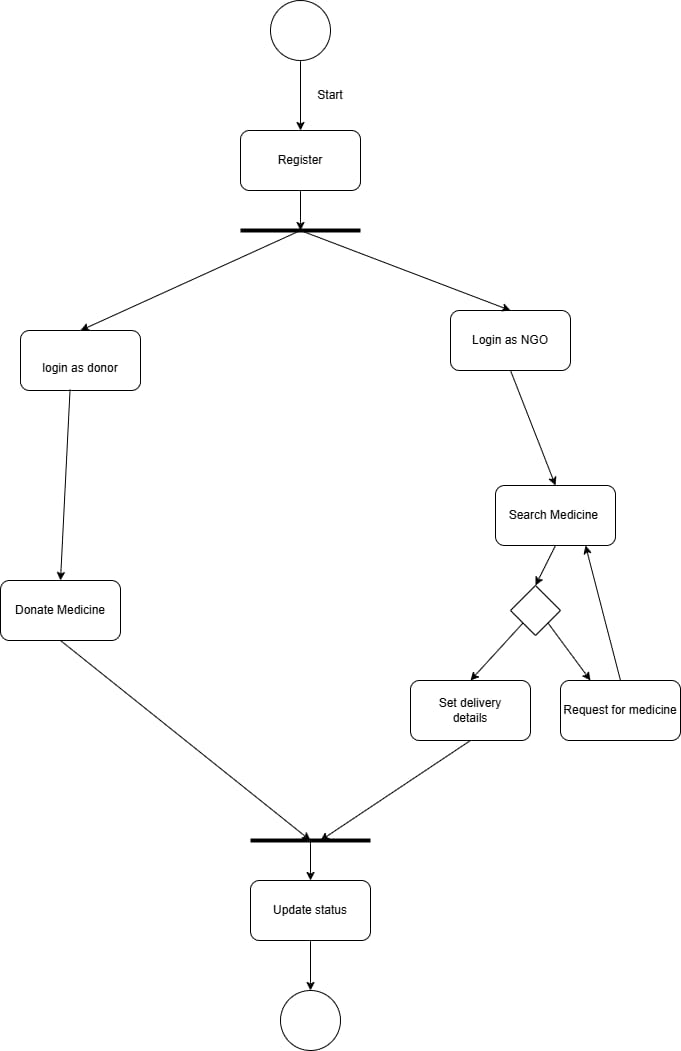 Start
Register
Login as NGO
login as donor
Search Medicine
Donate Medicine
Set delivery
details
Request for medicine
Update status